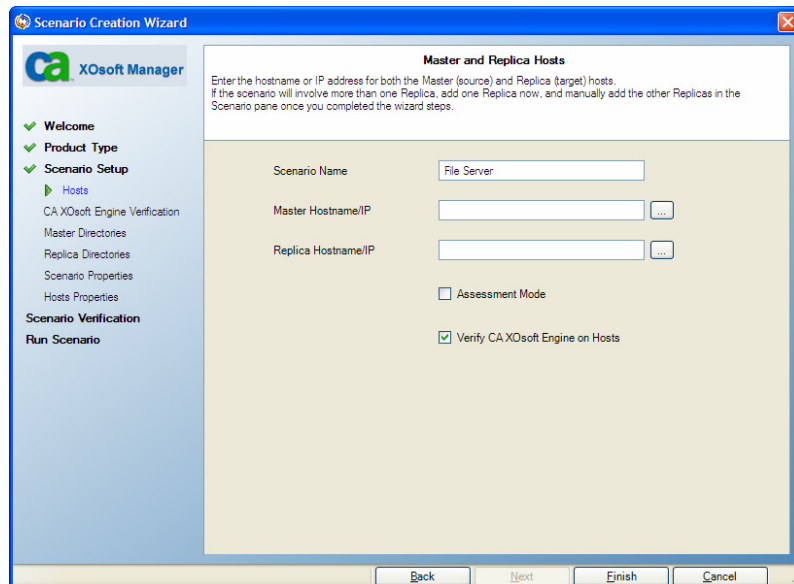 Scenario Creation Wizard
ca XOsoft Manager
Welcome
Product Type
Scenario Setup
Hosts
CA XOsoft Engine Verification
Master Directories
Replica Directories
Scenario Properties
Hosts Properties
Scenario Verification
Run Scenario
Master and Replica Hosts
Enter the hostname or IP address for both the Master (source) and Replica (target) hosts.
If the scenario will involve more than one Replica, add one Replica now, and manually add the other Replicas in the
Scenario pane once you completed the wizard steps.
Scenario Name File Server
Master Hostname/IP ...
Replica Hostname/IP ...
Assessment Mode
Verify CA XOsoft Engine on Hosts
Back Next Finish Cancel